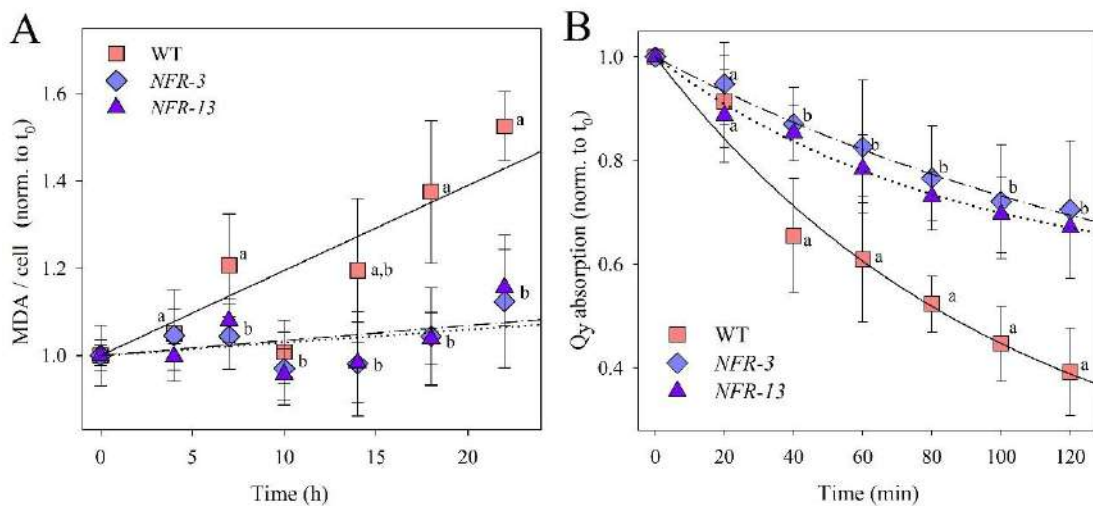 A
MDA / cell (norm. to t0)
1.6
1.4
1.2
1.0
WT
NFR-3
NFR-13
a
a
a
a,b
a
a
b
b
b
b
b
0
5
10
15
20
Time (h)
B
Qy absorption (norm. to t0)
1.0
0.8
0.6
0.4
a
a
b
b
b
b
b
a
a
a
a
a
WT
NFR-3
NFR-13
0
20
40
60
80
100
120
Time (min)